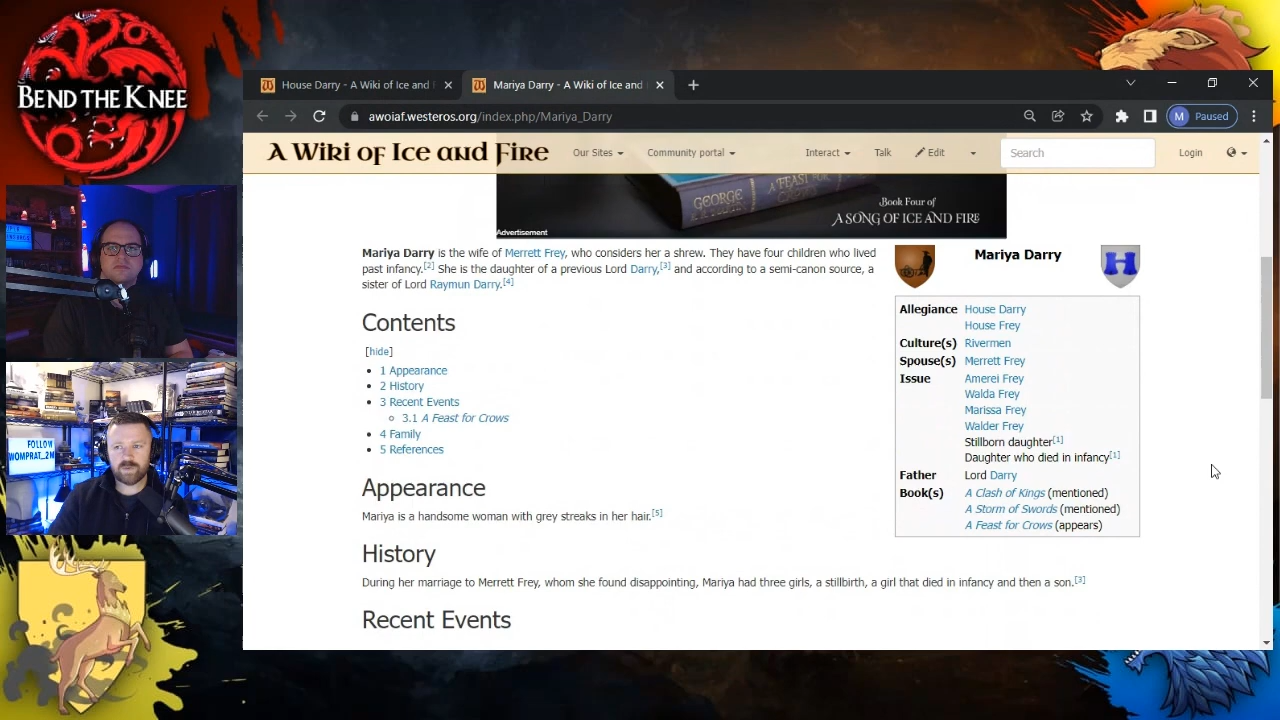 BEND THE KNEE
FOLLOW
WOMPRAT_2M
House Darry - A Wiki of Ice and
Mariya Darry - A Wiki of Ice and
awoiaf.westeros.org/index.php/Mariya_Darry
M Paused
A Wiki of Ice and Fire
Our Sites
Community portal
Interact
Talk
Edit
Search
Login
GEORGE
A FEAST FOR
Book Four of
A SONG OF ICE AND FIRE
Advertisement
Mariya Darry is the wife of Merrett Frey, who considers her a shrew. They have four children who lived
past infancy.[2] She is the daughter of a previous Lord Darry,[3] and according to a semi-canon source, a
sister of Lord Raymun Darry.[4]
Contents
[hide]
• 1 Appearance
• 2 History
• 3 Recent Events
3.1 A Feast for Crows
• 4 Family
• 5 References
Appearance
Mariya is a handsome woman with grey streaks in her hair.[5]
History
During her marriage to Merrett Frey, whom she found disappointing, Mariya had three girls, a stillbirth, a girl that died in infancy and then a son.[3]
Recent Events
Mariya Darry
Allegiance House Darry
House Frey
Culture(s) Rivermen
Spouse(s) Merrett Frey
Issue Amerei Frey
Walda Frey
Marissa Frey
Walder Frey
Stillborn daughter[1]
Daughter who died in infancy[1]
Father Lord Darry
Book(s) A Clash of Kings (mentioned)
A Storm of Swords (mentioned)
A Feast for Crows (appears)